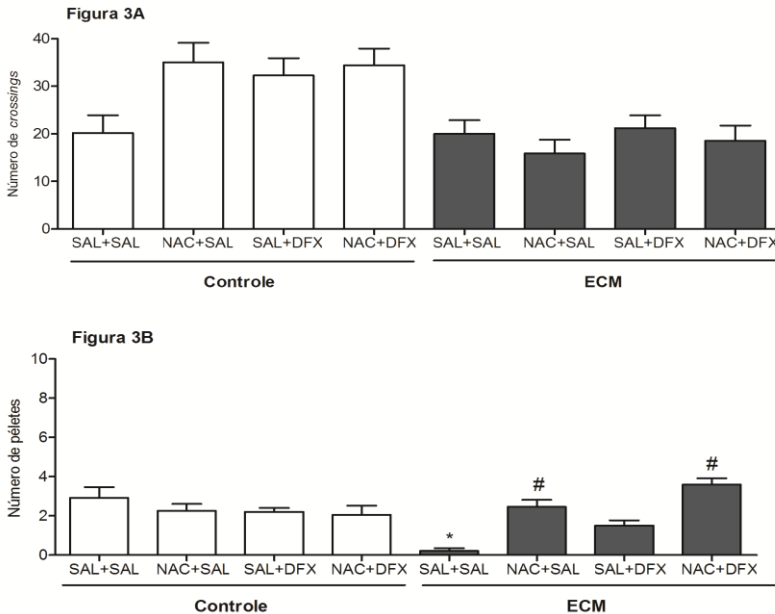 Figura 3A
Número de crossings
40
30
20
10
0
SAL+SAL NAC+SAL SAL+DFX NAC+DFX SAL+SAL NAC+SAL SAL+DFX NAC+DFX
Controle ECM
Figura 3B
Número de péletes
10
8
6
4
2
0
* # #
SAL+SAL NAC+SAL SAL+DFX NAC+DFX SAL+SAL NAC+SAL SAL+DFX NAC+DFX
Controle ECM